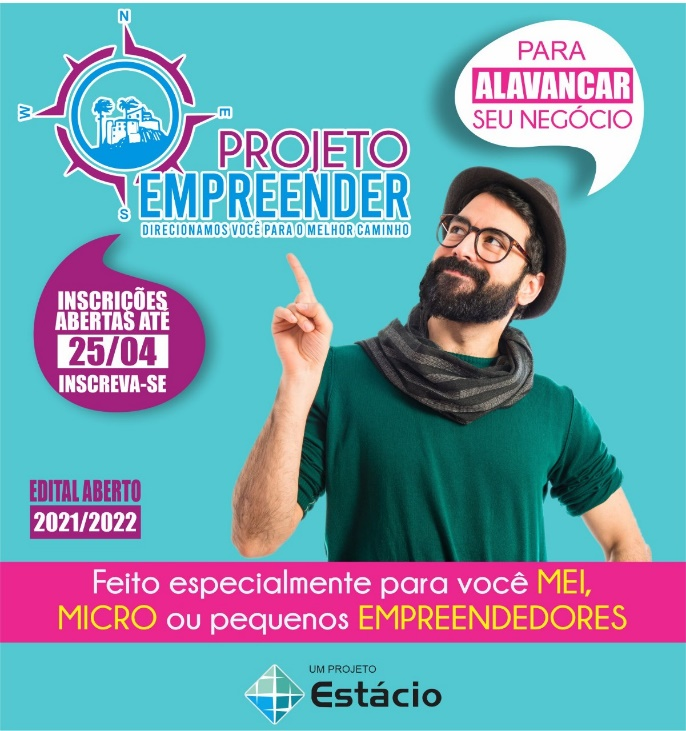 N
W
E
S
PROJETO
EMPREENDER
DIRECIONAMOS VOCÊ PARA O MELHOR CAMINHO
PARA
ALAVANCAR
SEU NEGÓCIO
INSCRIÇÕES
ABERTAS ATÉ
25/04
INSCREVA-SE
EDITAL ABERTO
2021/2022
Feito especialmente para você MEI,
MICRO ou pequenos EMPREENDEDORES
UM PROJETO
Estácio